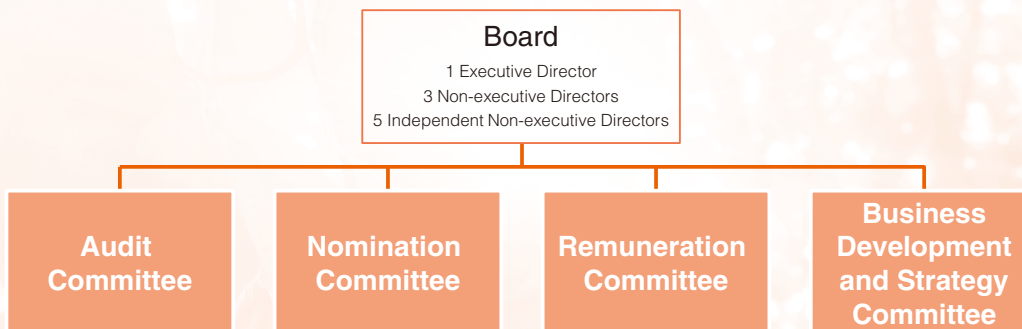 Board
1 Executive Director
3 Non-executive Directors
5 Independent Non-executive Directors
Audit
Committee
Nomination
Committee
Remuneration
Committee
Business
Development
and Strategy
Committee